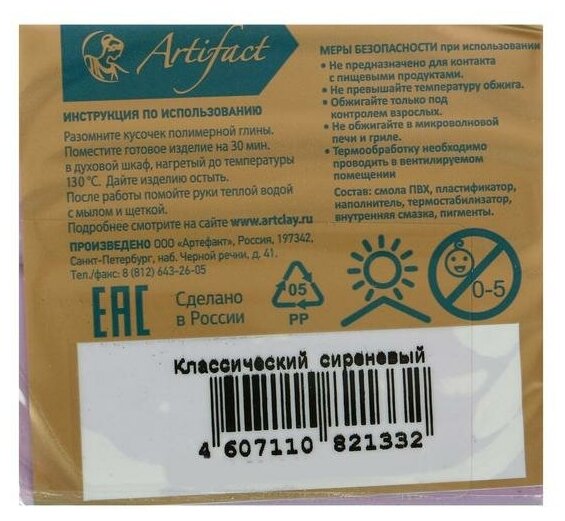 Artifact
ИНСТРУКЦИЯ ПО ИСПОЛЬЗОВАНИЮ
Разомните кусочек полимерной глины.
Поместите готовое изделие на 30 мин.
в духовой шкаф, нагретый до температуры
130 °С. Дайте изделию остыть.
После работы помойте руки теплой водой
с мылом и щеткой.
Подробнее смотрите на сайте www.artclay.ru
ПРОИЗВЕДЕНО ООО «Артефакт», Россия, 197342,
Санкт-Петербург, наб. Черной речки, д. 41.
Тел./факс: 8 (812) 643-26-05
МЕРЫ БЕЗОПАСНОСТИ при использовании
• Не предназначено для контакта
с пищевыми продуктами.
• Не превышайте температуру обжига.
• Обжигайте только под
контролем взрослых.
• Не обжигайте в микроволновой
печи и гриле.
• Термообработку необходимо
проводить в вентилируемом
помещении
Состав: смола ПВХ, пластификатор,
наполнитель, термостабилизатор,
внутренняя смазка, пигменты.
ЕАС
Сделано
в России
05
PP
0-5
Классический сиреневый
4 607110 821332